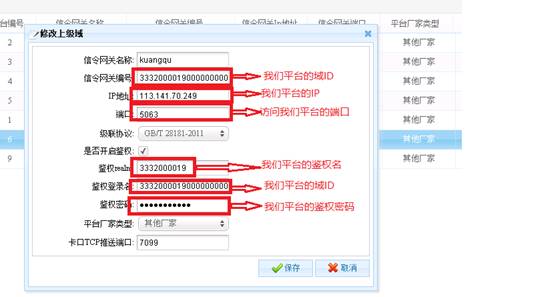 台编号 信令网关名称 信令网关编号 信令网关Ip地址 信令网关端口 平台厂家类型
修改上级域
2 其他厂家
3 其他厂家
4 其他厂家
5 其他厂家
1 其他厂家
6 其他厂家
9 其他厂家
信令网关名称: kuangqu
信令网关编号: 3332000019000000000 我们平台的域ID
IP地址: 113.141.70.249 我们平台的IP
端口: 5063 访问我们平台的端口
级联协议: GB/T 28181-2011
是否开启鉴权:
鉴权realm: 3332000019 我们平台的鉴权名
鉴权登录名: 3332000019000000000 我们平台的域ID
鉴权密码: ●●●●●●●●●●● 我们平台的鉴权密码
平台厂家类型: 其他厂家
卡口TCP推送端口: 7099
保存 取消